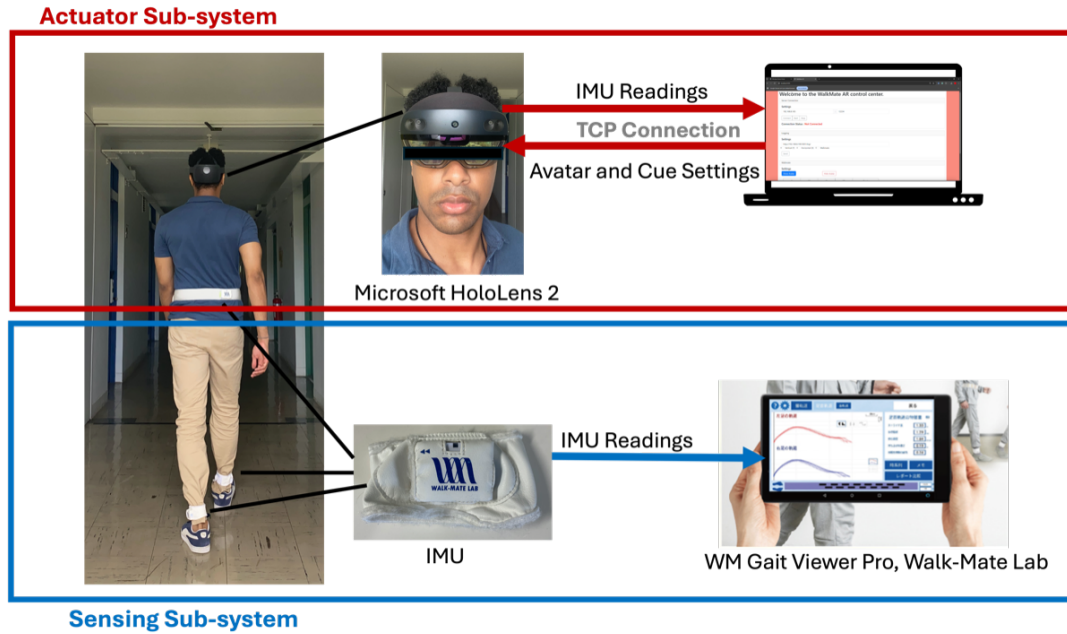 Actuator Sub-system
IMU Readings
TCP Connection
Avatar and Cue Settings
Welcome to the WalkMate AR control center.
Microsoft HoloLens 2
WALK-MATE LAB
IMU Readings
IMU
WM Gait Viewer Pro, Walk-Mate Lab
Sensing Sub-system